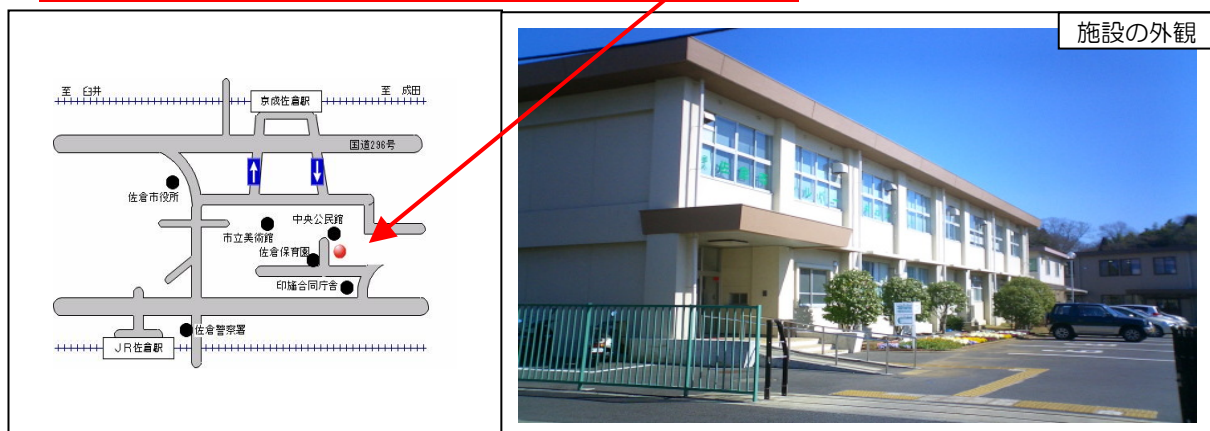 施設の外観
至 臼井
京成佐倉駅
至 成田
国道296号
佐倉市役所
中央公民館
市立美術館
佐倉保育園
印旛合同庁舎
佐倉警察署
JR佐倉駅